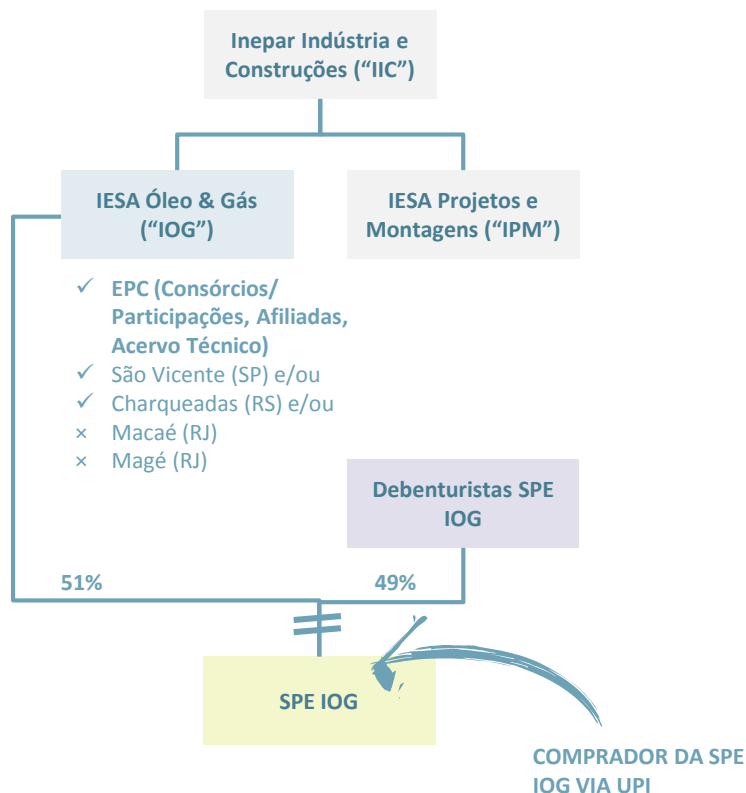 Inepar Indústria e
Construções (“IIC”)
IESA Óleo & Gás
(“IOG”)
IESA Projetos e
Montagens (“IPM”)
✓ EPC (Consórcios/
Participações, Afiliadas,
Acervo Técnico)
✓ São Vicente (SP) e/ou
✓ Charqueadas (RS) e/ou
× Macaé (RJ)
× Magé (RJ)
Debenturistas SPE
IOG
51%
49%
SPE IOG
COMPRADOR DA SPE
IOG VIA UPI